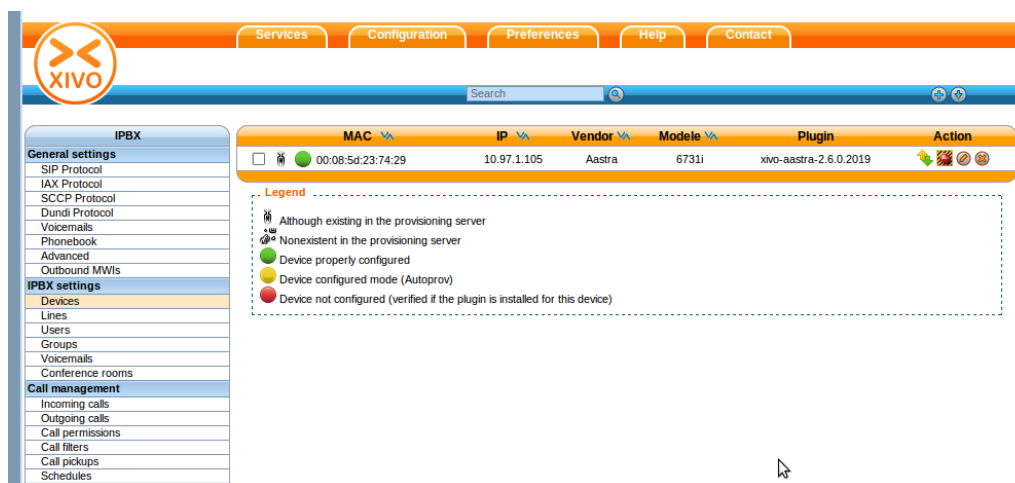 Services Configuration Preferences Help Contact
XIVO
Search
IPBX
General settings
SIP Protocol
IAX Protocol
SCCP Protocol
Dundi Protocol
Voicemails
Phonebook
Advanced
Outbound MWIs
IPBX settings
Devices
Lines
Users
Groups
Voicemails
Conference rooms
Call management
Incoming calls
Outgoing calls
Call permissions
Call filters
Call pickups
Schedules
MAC IP Vendor Modele Plugin Action
00:08:5d:23:74:29 10.97.1.105 Aastra 6731i xivo-aastra-2.6.0.2019
Legend
Although existing in the provisioning server
Nonexistent in the provisioning server
Device properly configured
Device configured mode (Autoprov)
Device not configured (verified if the plugin is installed for this device)